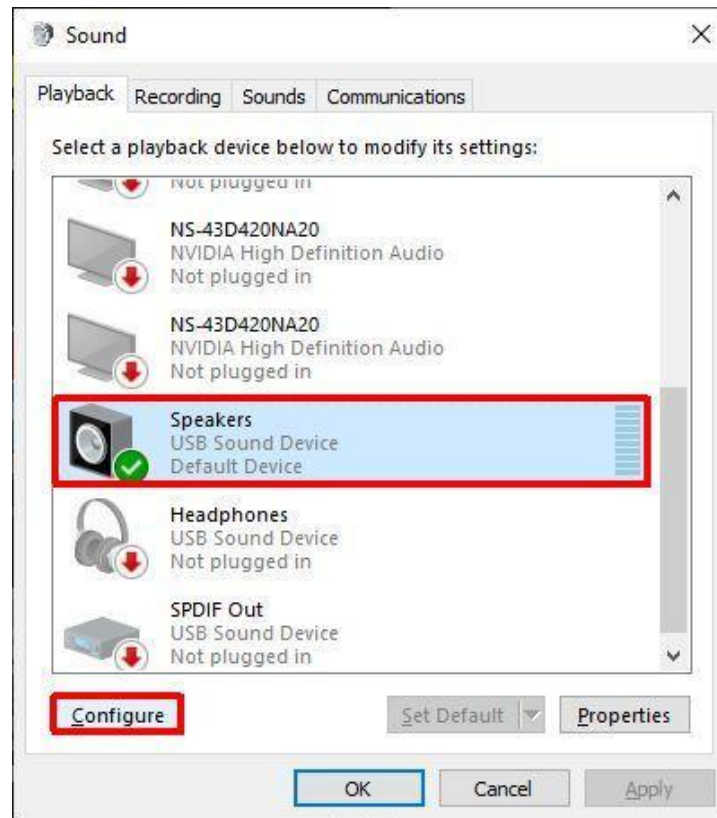 Sound
Playback Recording Sounds Communications
Select a playback device below to modify its settings:
Not plugged in
NS-43D420NA20
NVIDIA High Definition Audio
Not plugged in
NS-43D420NA20
NVIDIA High Definition Audio
Not plugged in
Speakers
USB Sound Device
Default Device
Headphones
USB Sound Device
Not plugged in
SPDIF Out
USB Sound Device
Not plugged in
Configure Set Default Properties
OK Cancel Apply